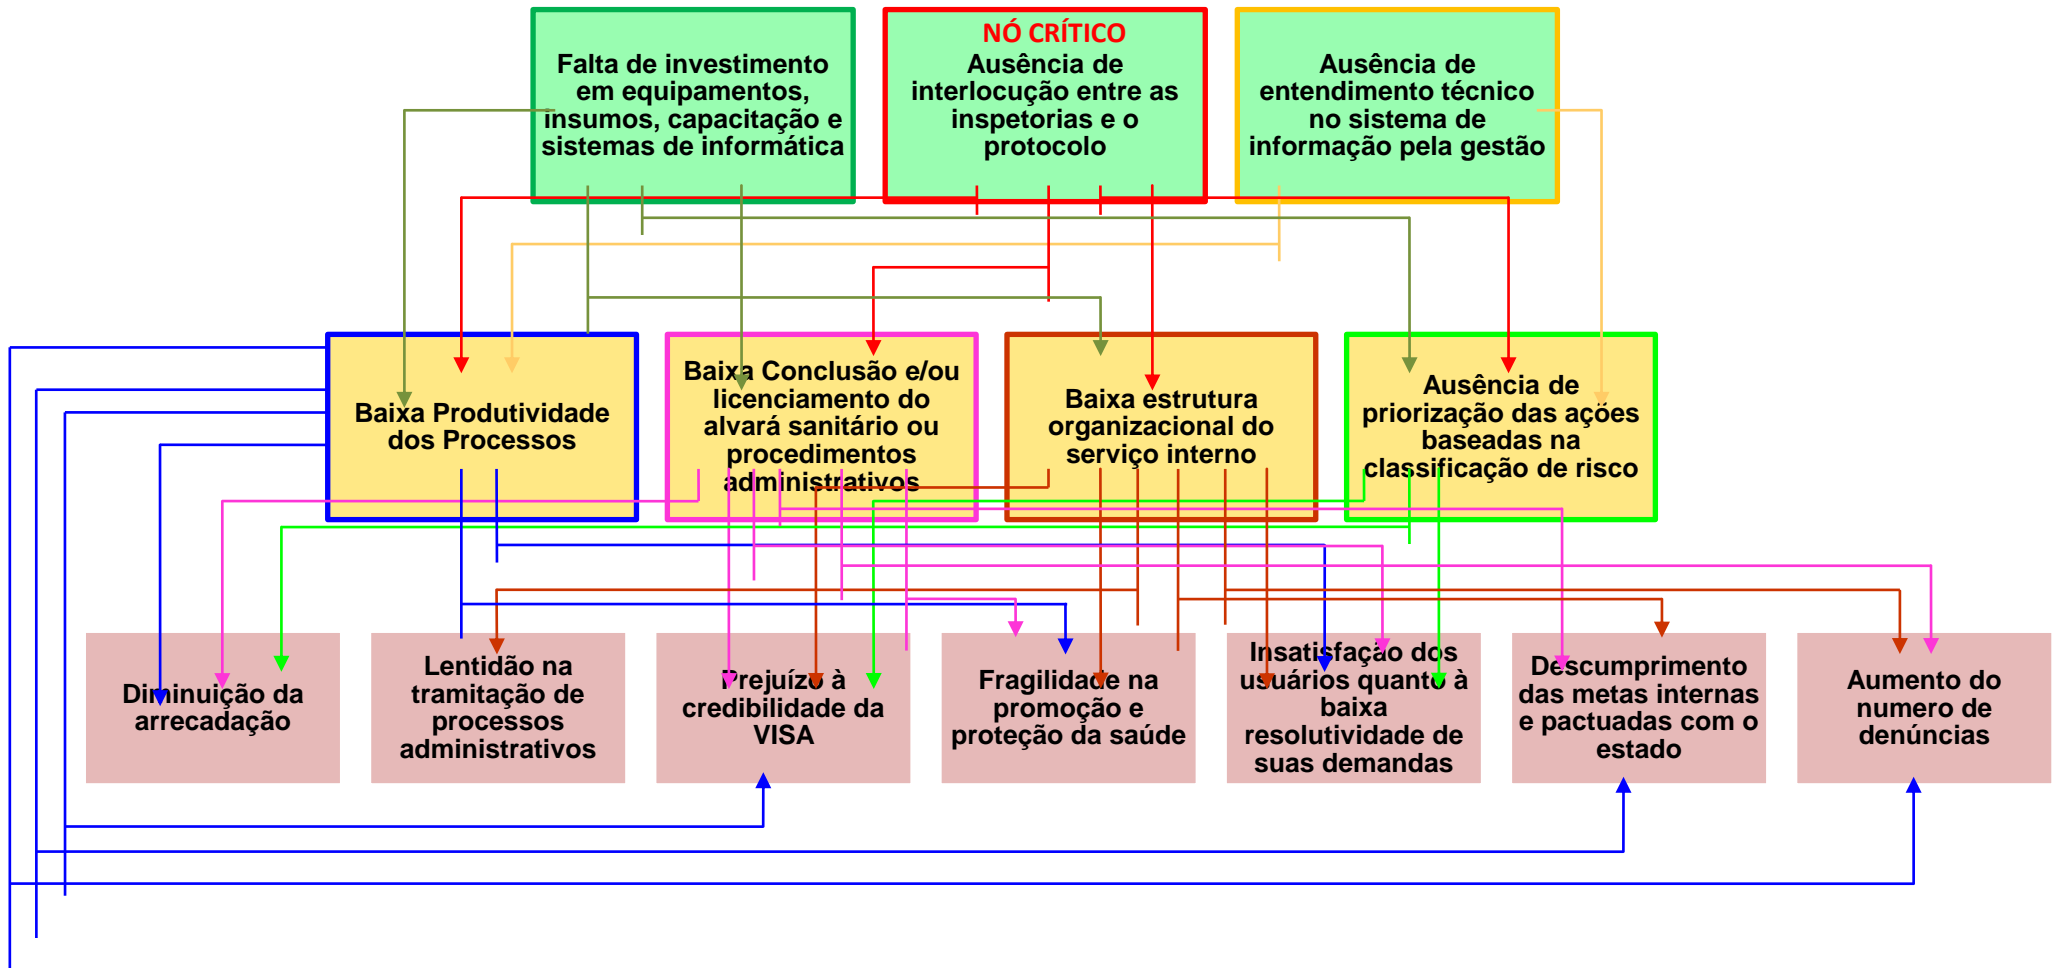 Falta de investimento
em equipamentos,
insumos, capacitação e
sistemas de informática
NÓ CRÍTICO
Ausência de
interlocução entre as
inspetorias e o
protocolo
Ausência de
entendimento técnico
no sistema de
informação pela gestão
Baixa Produtividade
dos Processos
Baixa Conclusão e/ou
licenciamento do
alvará sanitário ou
procedimentos
administrativos
Baixa estrutura
organizacional do
serviço interno
Ausência de
priorização das ações
baseadas na
classificação de risco
Diminuição da
arrecadação
Lentidão na
tramitação de
processos
administrativos
Prejuízo à
credibilidade da
VISA
Fragilidade na
promoção e
proteção da saúde
Insatisfação dos
usuários quanto à
baixa
resolutividade de
suas demandas
Descumprimento
das metas internas
e pactuadas com o
estado
Aumento do
numero de
denúncias